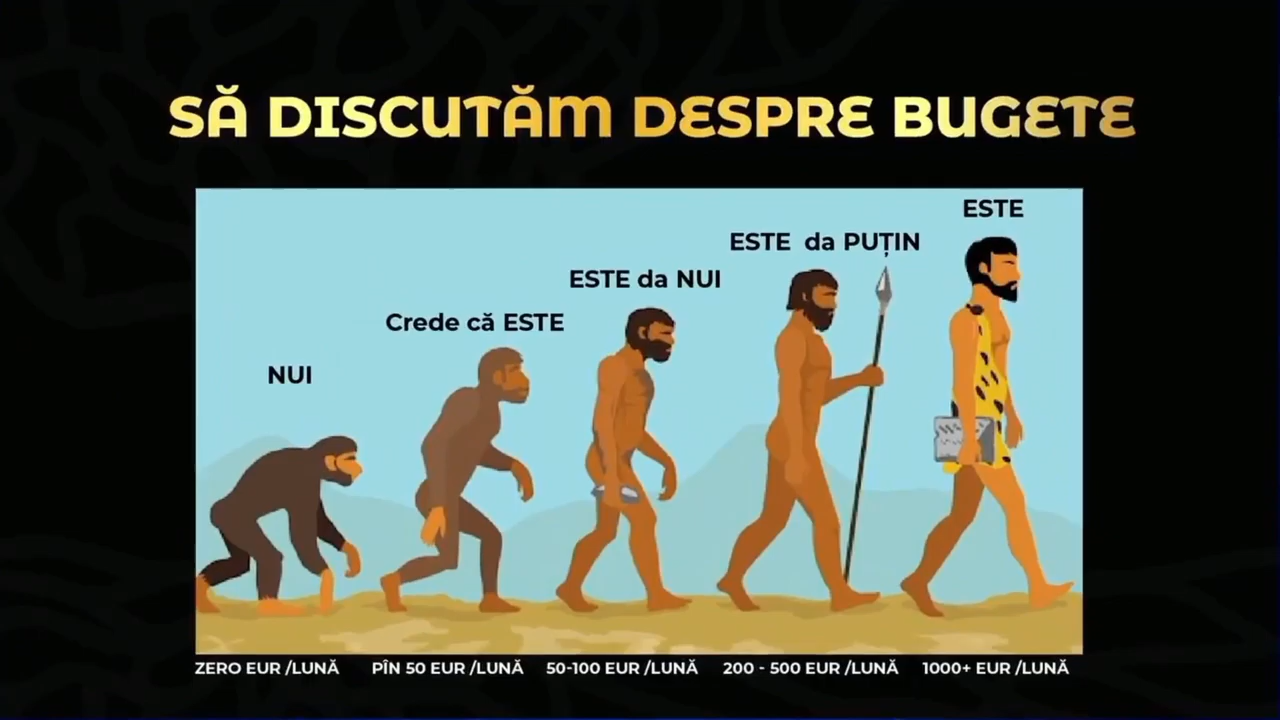 SĂ DISCUTĂM DESPRE BUGETE
NUI
Crede că ESTE
ESTE da NUI
ESTE da PUȚIN
ESTE
ZERO EUR /LUNĂ
PÎN 50 EUR /LUNĂ
50-100 EUR /LUNĂ
200 - 500 EUR /LUNĂ
1000+ EUR /LUNĂ